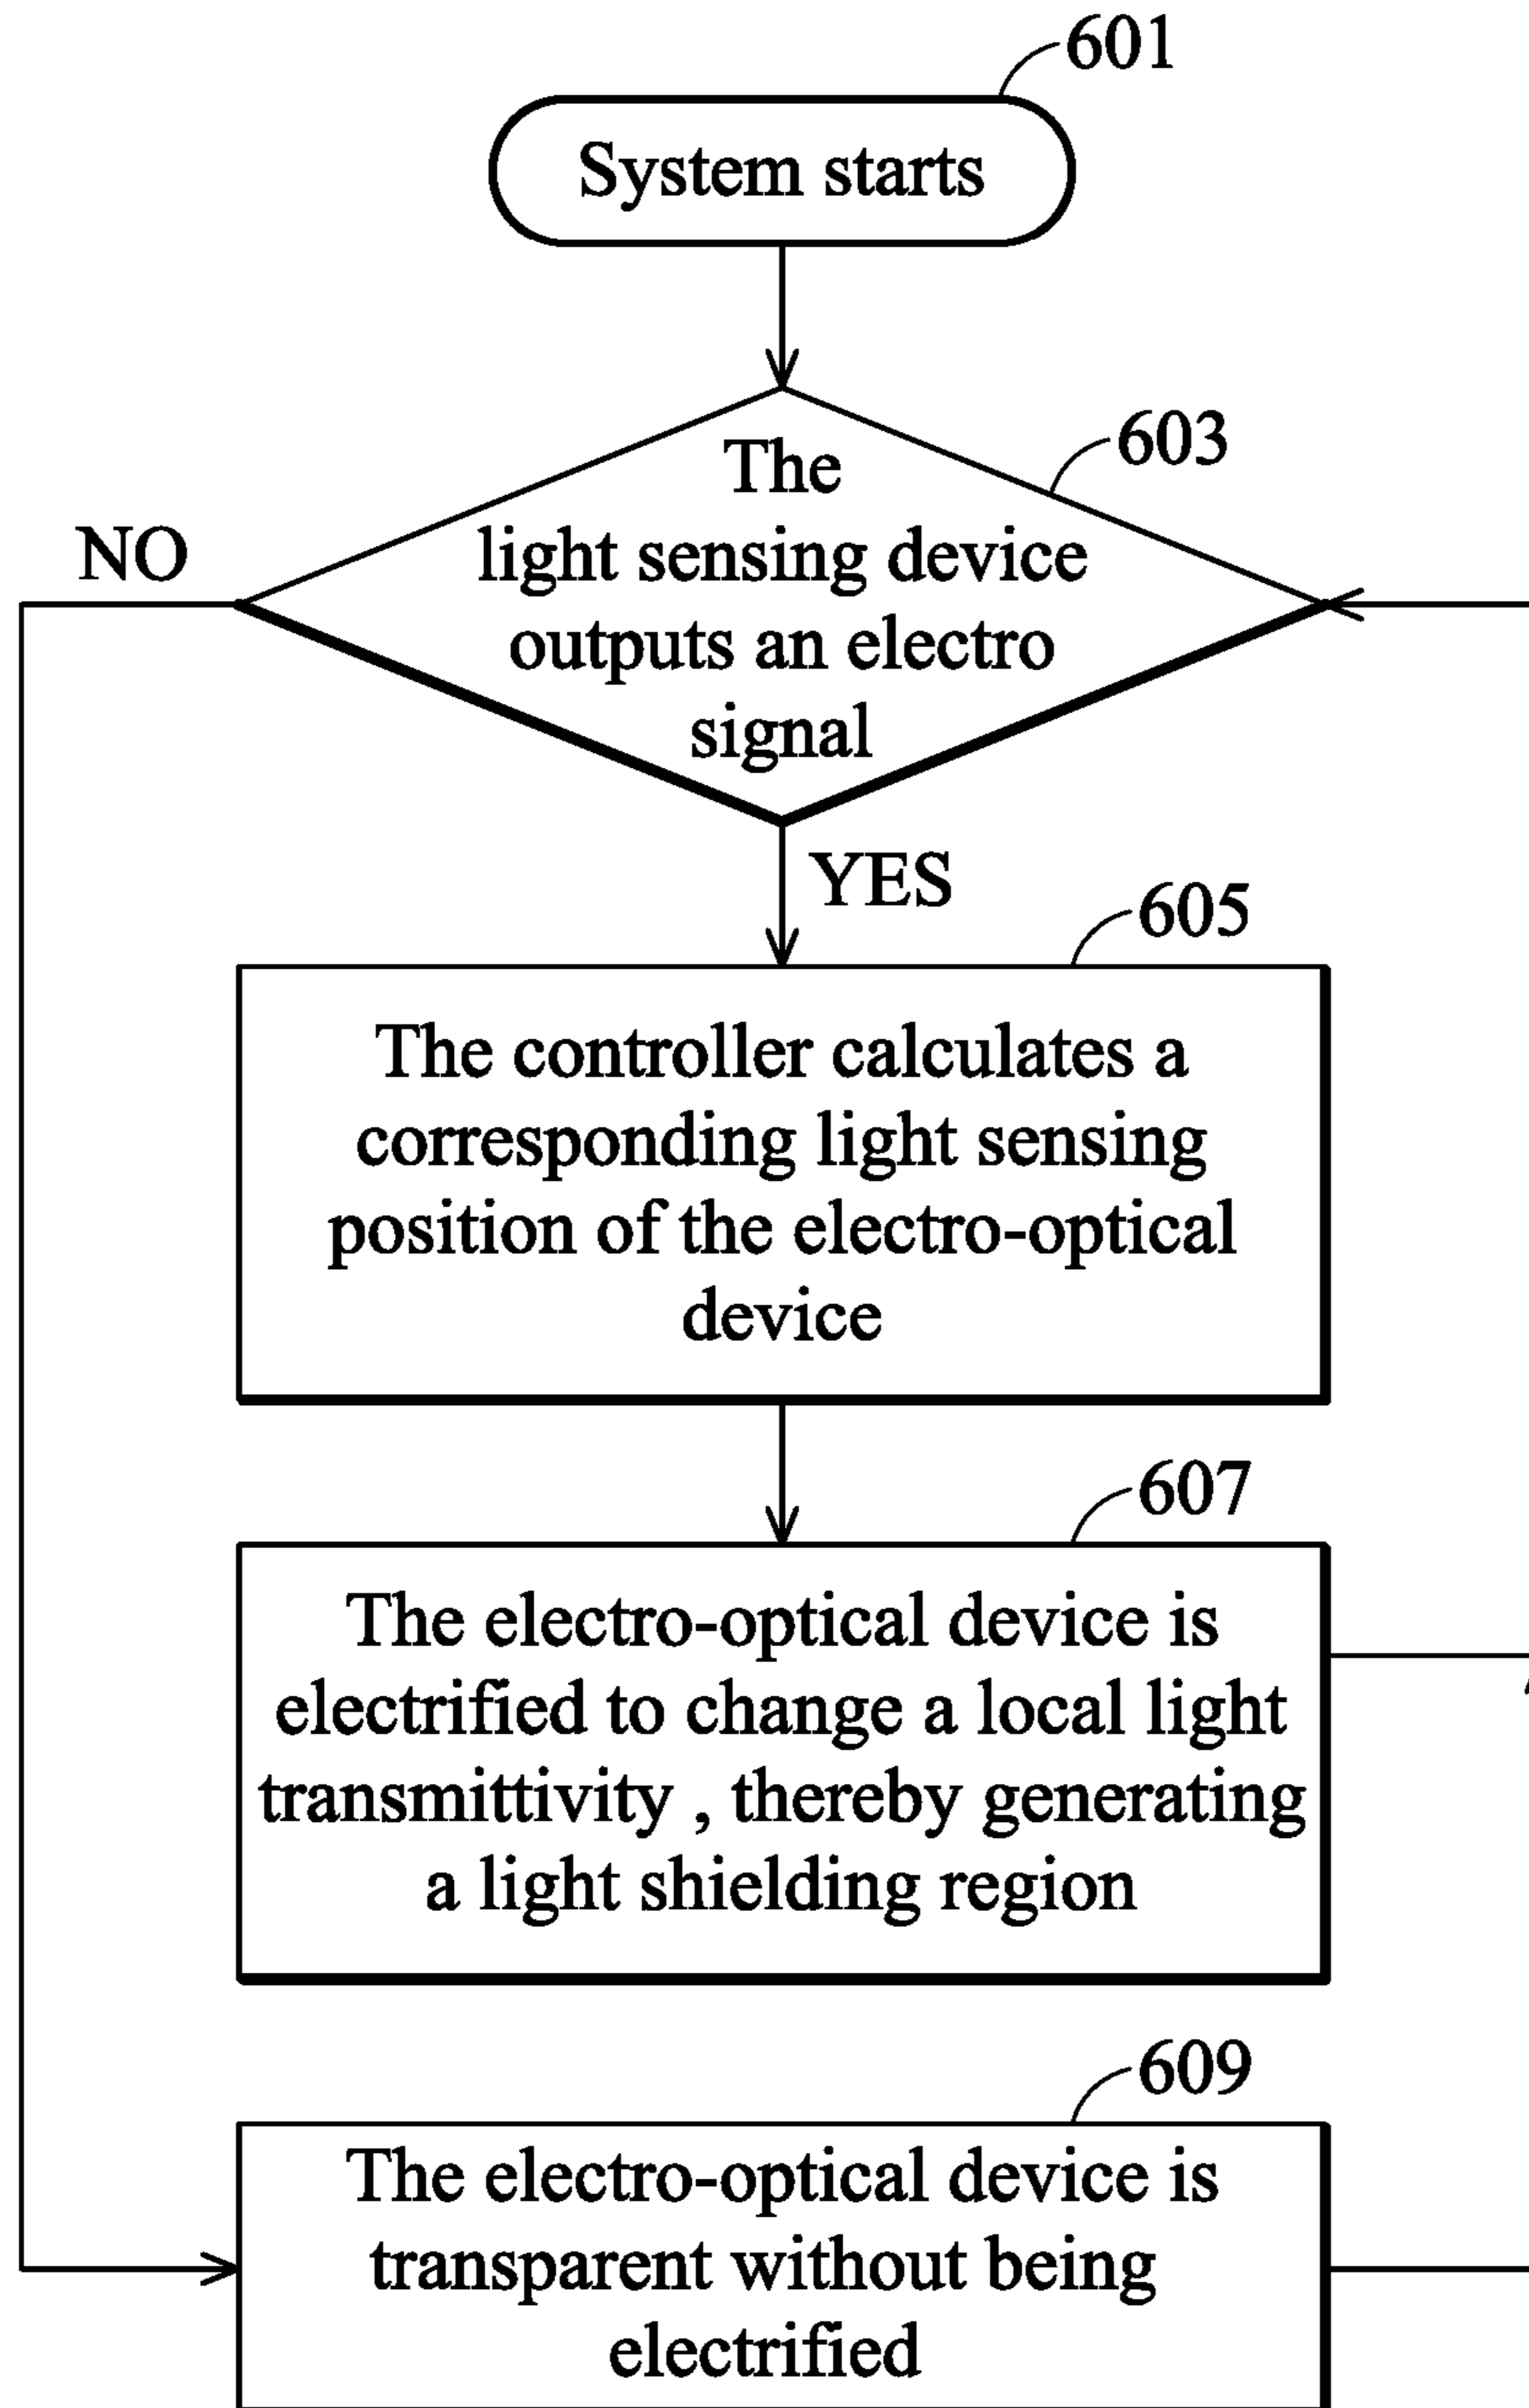 601
System starts
603
The
light sensing device
outputs an electro
signal
NO
YES
605
The controller calculates a
corresponding light sensing
position of the electro-optical
device
607
The electro-optical device is
electrified to change a local light
transmittivity , thereby generating
a light shielding region
609
The electro-optical device is
transparent without being
electrified